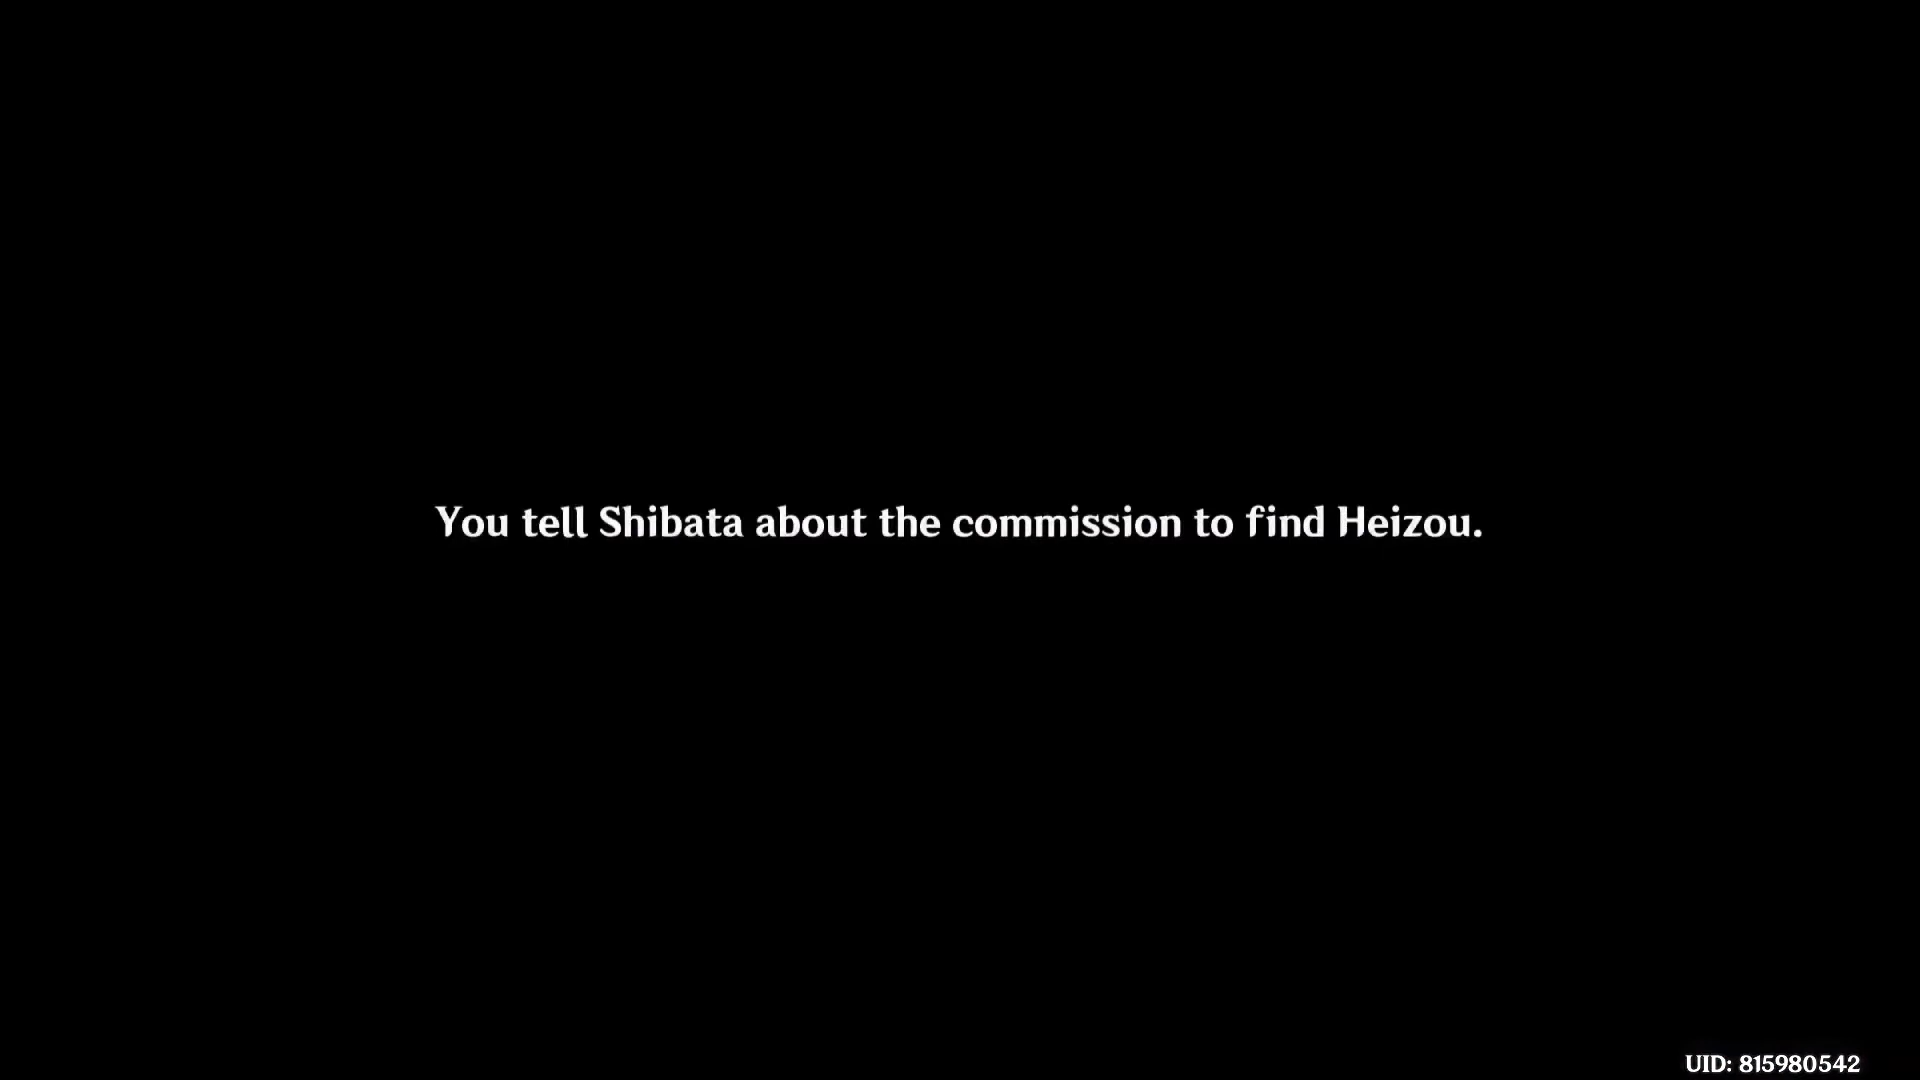 You tell Shibata about the commission to find Heizou.
UID: 815980542